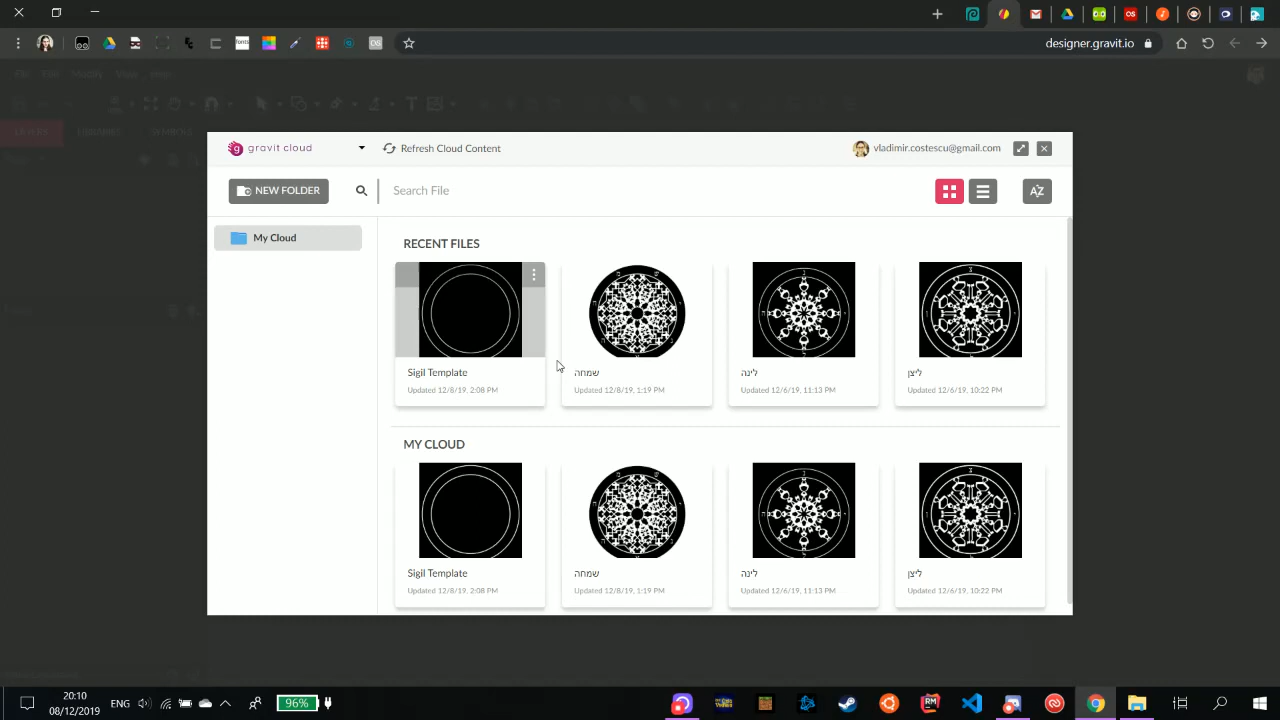 designer.gravit.io
LAYERS LIBRARIES SYMBOLS
gravit cloud
Refresh Cloud Content
vladimir.costescu@gmail.com
NEW FOLDER
Search File
AZ
My Cloud
RECENT FILES
Sigil Template
Updated 12/8/19, 2:08 PM
שמחה
Updated 12/8/19, 1:19 PM
לינה
Updated 12/6/19, 11:13 PM
ליצן
Updated 12/6/19, 10:22 PM
MY CLOUD
Sigil Template
Updated 12/8/19, 2:08 PM
שמחה
Updated 12/8/19, 1:19 PM
לינה
Updated 12/6/19, 11:13 PM
ליצן
Updated 12/6/19, 10:22 PM
20:10
08/12/2019
ENG
96%